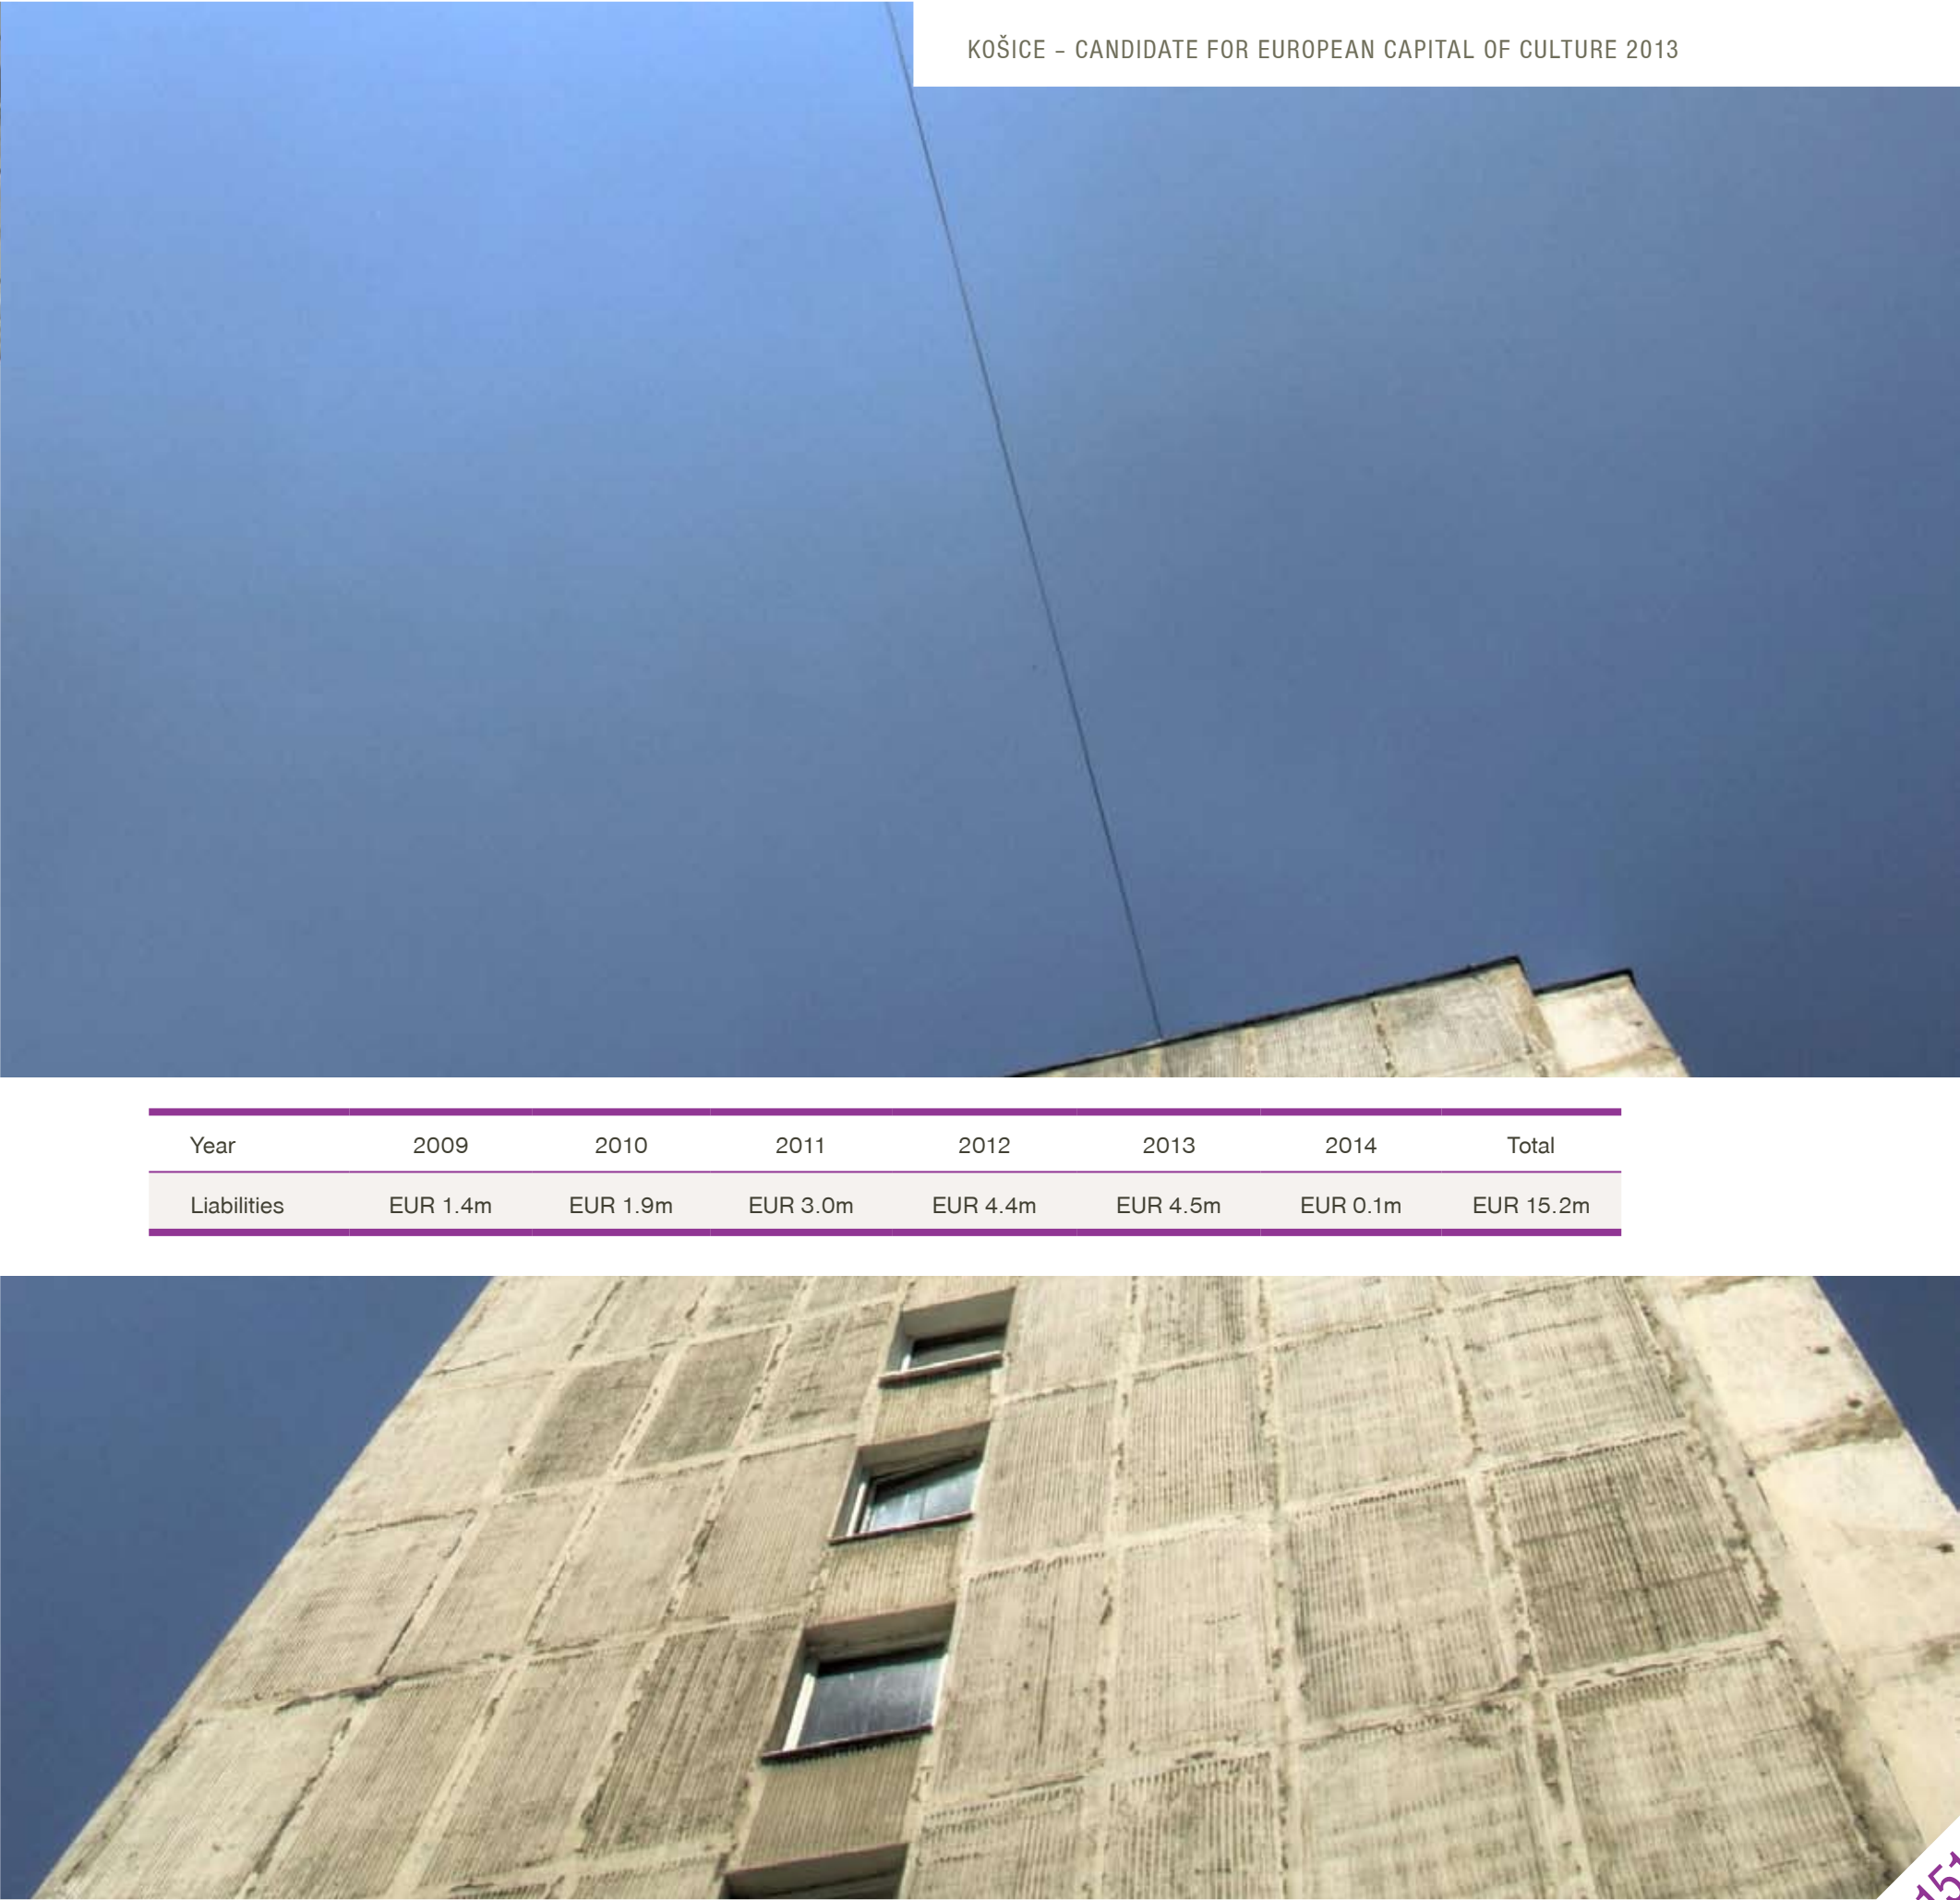 KOŠICE – CANDIDATE FOR EUROPEAN CAPITAL OF CULTURE 2013
Year 2009 2010 2011 2012 2013 2014 Total
Liabilities EUR 1.4m EUR 1.9m EUR 3.0m EUR 4.4m EUR 4.5m EUR 0.1m EUR 15.2m